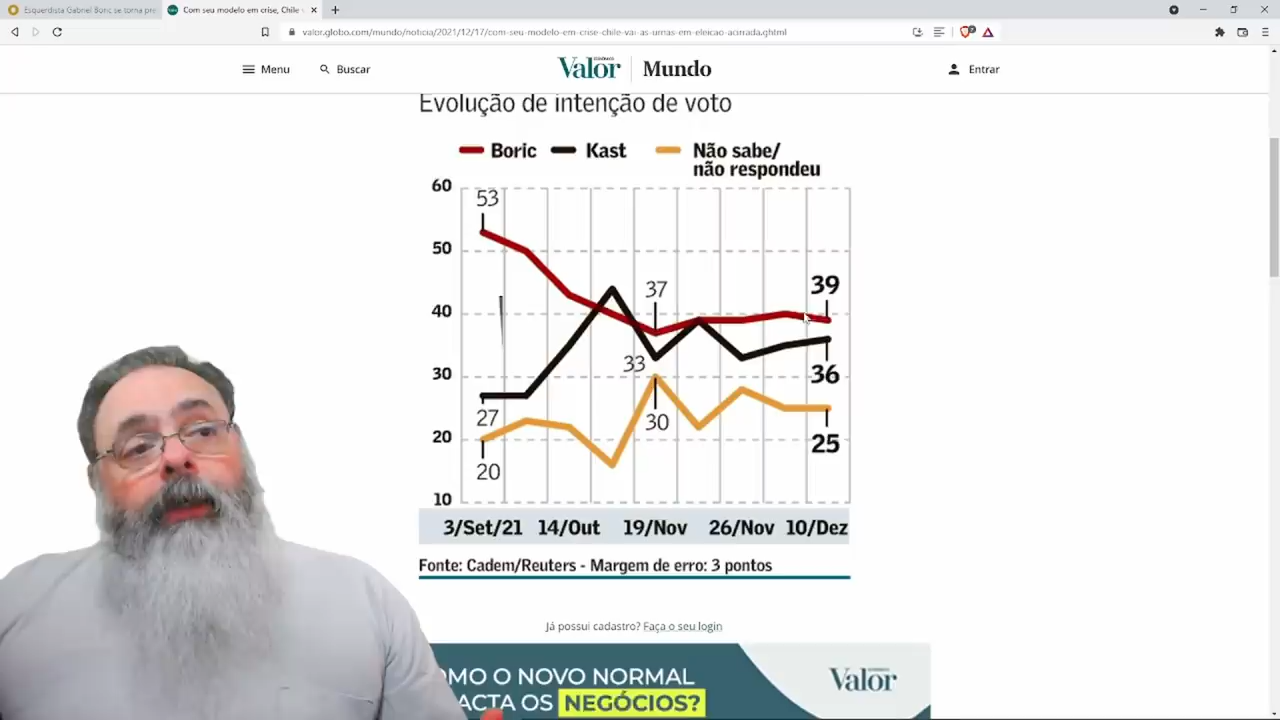 Esquerdista Gabriel Boric se torna pre
Com seu modelo em crise, Chile v
valor.globo.com/mundo/noticia/2021/12/17/com-seu-modelo-em-crise-chile-vai-as-urnas-em-eleicao-acirrada.ghtml
Menu
Buscar
Valor
Mundo
Entrar
Evolução de intenção de voto
Boric
Kast
Não sabe/
não respondeu
60
50
40
30
20
10
53
37
39
33
36
27
30
20
25
3/Set/21 14/Out 19/Nov 26/Nov 10/Dez
Fonte: Cadem/Reuters - Margem de erro: 3 pontos
Já possui cadastro? Faça o seu login
OMO O NOVO NORMAL
ACTA OS NEGÓCIOS?
Valor